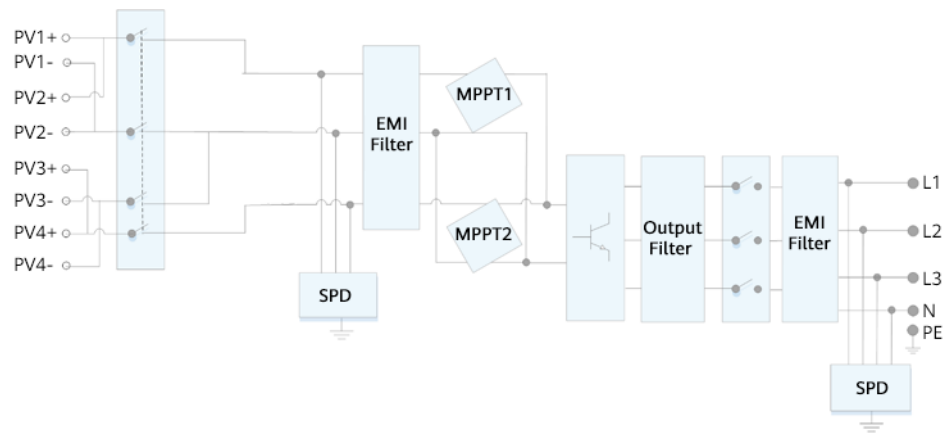 PV1+
PV1-
PV2+
PV2-
PV3+
PV3-
PV4+
PV4-
EMI
Filter
SPD
MPPT1
MPPT2
Output
Filter
EMI
Filter
L1
L2
L3
N
PE
SPD